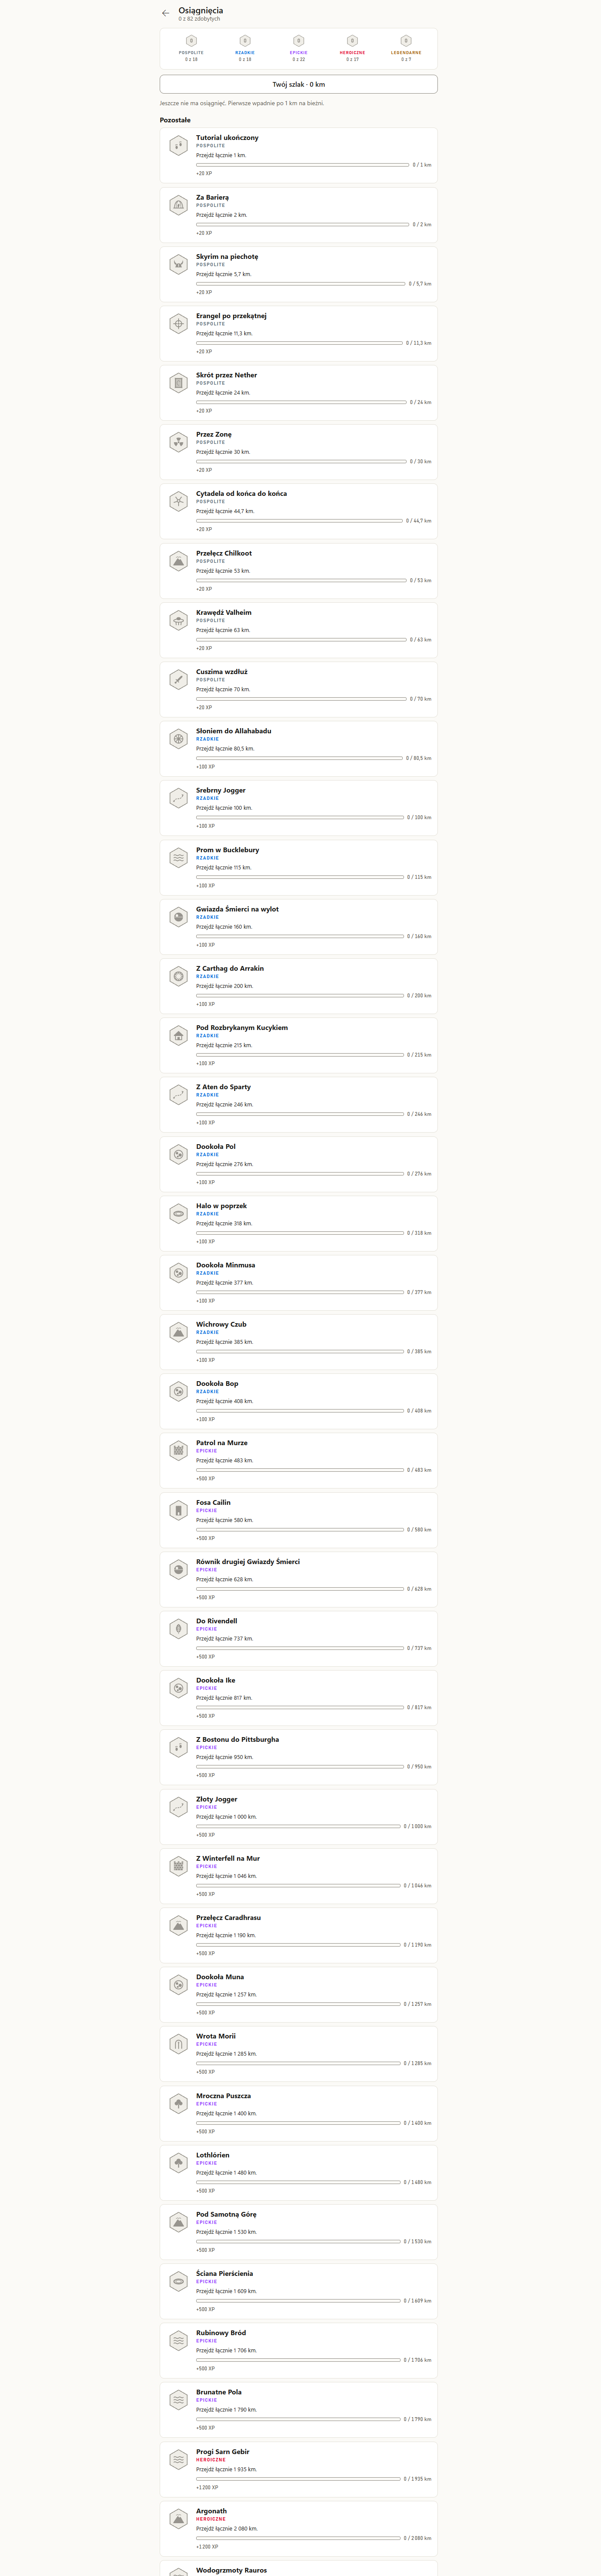 Osiągnięcia
0 z 82 zdobytych
0 0 0 0 0
POSPOLITE RZADKIE EPICKIE HEROICZNE LEGENDARNE
0 z 10 0 z 17 0 z 7
Twój szlak · 0 km
Jeszcze nie ma osiągnięć. Pierwsze wpadnie po 1 km na bieżni.
Pozostałe
Tutorial ukończony
POSPOLITE
Przejdź łącznie 1 km.
0 / 1 km
+20 XP
Za Barierą
POSPOLITE
Przejdź łącznie 2 km.
0 / 2 km
+20 XP
Skyrim na piechotę
POSPOLITE
Przejdź łącznie 5,7 km.
0 / 5,7 km
+20 XP
Erangel po przekątnej
POSPOLITE
Przejdź łącznie 11,3 km.
0 / 11,3 km
+20 XP
Skrót przez Nether
POSPOLITE
Przejdź łącznie 24 km.
0 / 24 km
+20 XP
Przez Zonę
POSPOLITE
Przejdź łącznie 30 km.
0 / 30 km
+20 XP
Cytadela od końca do końca
POSPOLITE
Przejdź łącznie 44,7 km.
0 / 44,7 km
+20 XP
Przełęcz Chilkoot
POSPOLITE
Przejdź łącznie 53 km.
0 / 53 km
+20 XP
Krawędź Valheim
POSPOLITE
Przejdź łącznie 63 km.
0 / 63 km
+20 XP
Cuszima wzdłuż
POSPOLITE
Przejdź łącznie 70 km.
0 / 70 km
+20 XP
Słoniem do Allahabadu
RZADKIE
Przejdź łącznie 80,5 km.
0 / 80,5 km
+100 XP
Srebrny Jogger
RZADKIE
Przejdź łącznie 100 km.
0 / 100 km
+100 XP
Prom w Bucklebury
RZADKIE
Przejdź łącznie 115 km.
0 / 115 km
+100 XP
Gwiazda Śmierci na wylot
RZADKIE
Przejdź łącznie 160 km.
0 / 160 km
+100 XP
Z Carthag do Arrakin
RZADKIE
Przejdź łącznie 200 km.
0 / 200 km
+100 XP
Pod Rozbrykanym Kucykiem
RZADKIE
Przejdź łącznie 215 km.
0 / 215 km
+100 XP
Z Aten do Sparty
RZADKIE
Przejdź łącznie 246 km.
0 / 246 km
+100 XP
Dookoła Pol
RZADKIE
Przejdź łącznie 276 km.
0 / 276 km
+100 XP
Halo w poprzek
RZADKIE
Przejdź łącznie 318 km.
0 / 318 km
+100 XP
Dookoła Minmusa
RZADKIE
Przejdź łącznie 377 km.
0 / 377 km
+100 XP
Wichrowy Czub
RZADKIE
Przejdź łącznie 385 km.
0 / 385 km
+100 XP
Dookoła Bop
RZADKIE
Przejdź łącznie 408 km.
0 / 408 km
+100 XP
Patrol na Murze
EPICKIE
Przejdź łącznie 483 km.
0 / 483 km
+500 XP
Fosa Cailin
EPICKIE
Przejdź łącznie 580 km.
0 / 580 km
+500 XP
Równik drugiej Gwiazdy Śmierci
EPICKIE
Przejdź łącznie 628 km.
0 / 628 km
+500 XP
Do Rivendell
EPICKIE
Przejdź łącznie 737 km.
0 / 737 km
+500 XP
Dookoła Ike
EPICKIE
Przejdź łącznie 817 km.
0 / 817 km
+500 XP
Z Bostonu do Pittsburgha
EPICKIE
Przejdź łącznie 950 km.
0 / 950 km
+500 XP
Złoty Jogger
EPICKIE
Przejdź łącznie 1 000 km.
0 / 1 000 km
+500 XP
Z Winterfell na Mur
EPICKIE
Przejdź łącznie 1 046 km.
0 / 1 046 km
+500 XP
Przełęcz Caradhrasu
EPICKIE
Przejdź łącznie 1 190 km.
0 / 1 190 km
+500 XP
Dookoła Muna
EPICKIE
Przejdź łącznie 1 257 km.
0 / 1 257 km
+500 XP
Wrota Morii
EPICKIE
Przejdź łącznie 1 285 km.
0 / 1 285 km
+500 XP
Mroczna Puszcza
EPICKIE
Przejdź łącznie 1 400 km.
0 / 1 400 km
+500 XP
Lothlórien
EPICKIE
Przejdź łącznie 1 480 km.
0 / 1 480 km
+500 XP
Pod Samotną Górę
EPICKIE
Przejdź łącznie 1 530 km.
0 / 1 530 km
+500 XP
Ściana Pierścienia
EPICKIE
Przejdź łącznie 1 609 km.
0 / 1 609 km
+500 XP
Rubinowy Bród
EPICKIE
Przejdź łącznie 1 706 km.
0 / 1 706 km
+500 XP
Brunatne Pola
EPICKIE
Przejdź łącznie 1 790 km.
0 / 1 790 km
+500 XP
Progi Sarn Gebir
HEROICZNE
Przejdź łącznie 1 935 km.
0 / 1 935 km
+1 200 XP
Argonath
HEROICZNE
Przejdź łącznie 2 080 km.
0 / 2 080 km
+1 200 XP
Wodogrzmoty Rauros